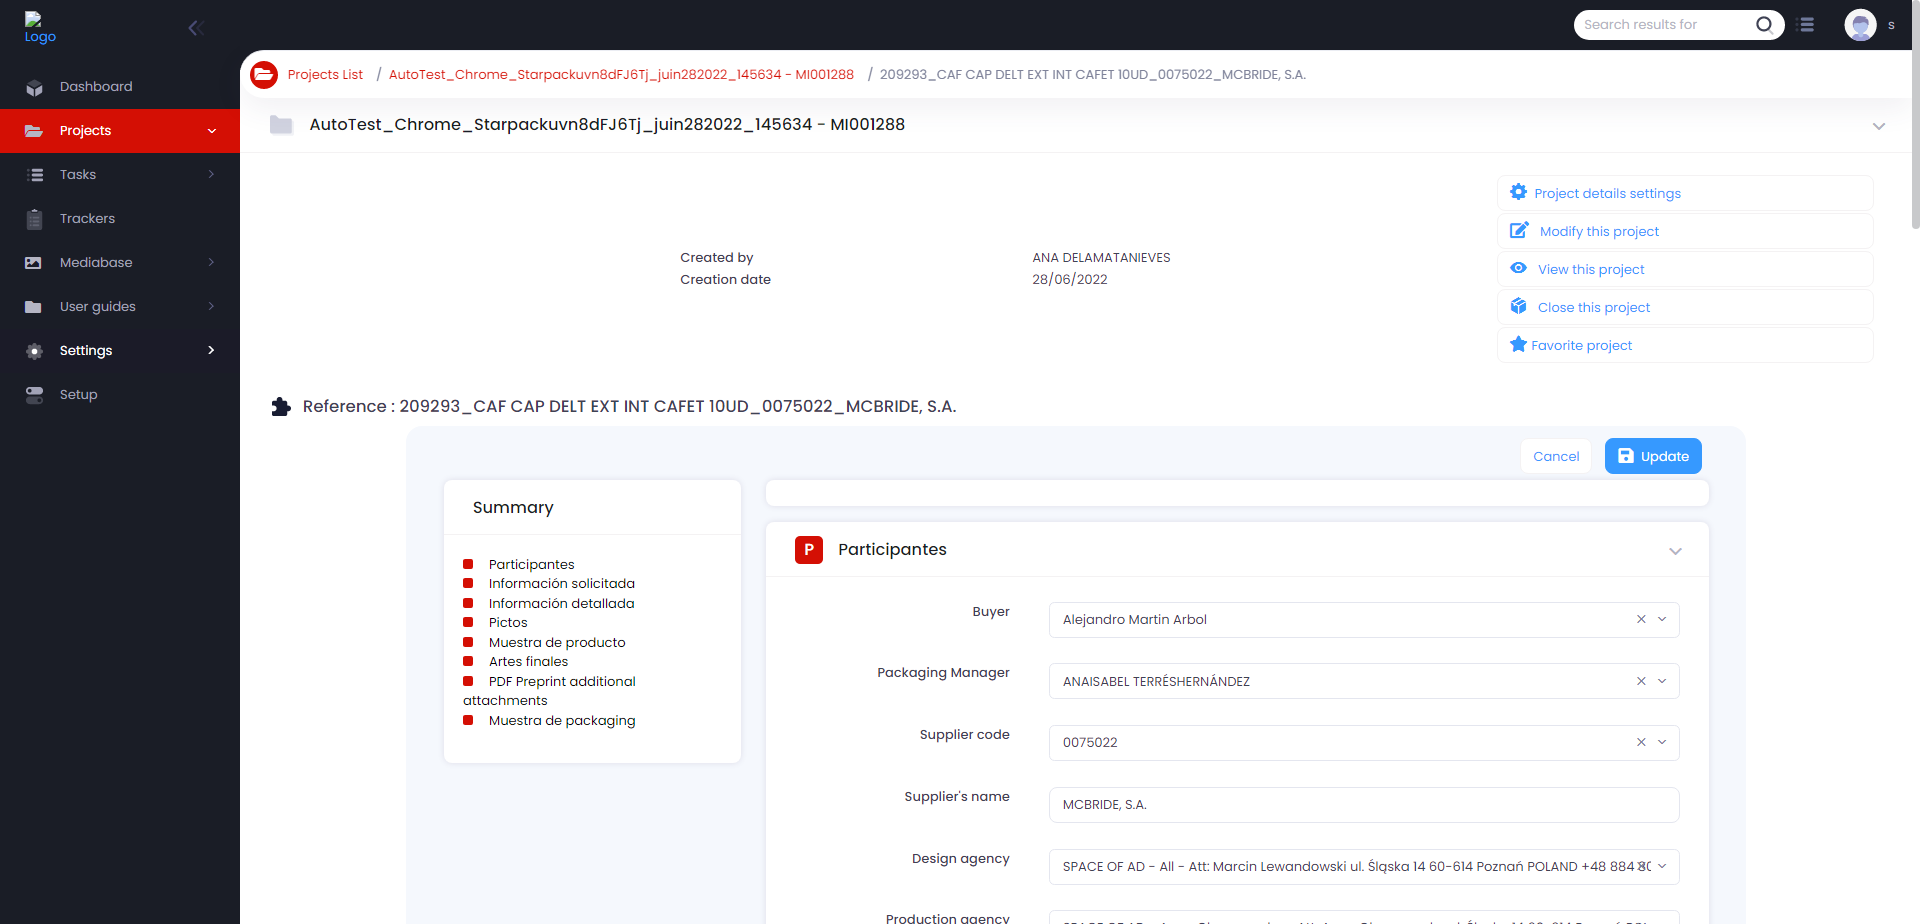 Logo
Search results for
s
Dashboard
Projects
Tasks
Trackers
Mediabase
User guides
Settings
Setup
Projects List / AutoTest_Chrome_Starpackuvn8dFJ6Tj_juin282022_145634 - MI001288 / 209293_CAF CAP DELT EXT INT CAFET 10UD_0075022_MCBRIDE, S.A.
AutoTest_Chrome_Starpackuvn8dFJ6Tj_juin282022_145634 - MI001288
Created by ANA DELAMATANIEVES
Creation date 28/06/2022
Project details settings
Modify this project
View this project
Close this project
Favorite project
Reference : 209293_CAF CAP DELT EXT INT CAFET 10UD_0075022_MCBRIDE, S.A.
Cancel
Update
Summary
Participantes
Información solicitada
Información detallada
Pictos
Muestra de producto
Artes finales
PDF Preprint additional
attachments
Muestra de packaging
P Participantes
Buyer Alejandro Martin Arbol
Packaging Manager ANAISABEL TERRÉSHERNÁNDEZ
Supplier code 0075022
Supplier's name MCBRIDE, S.A.
Design agency SPACE OF AD - All - Att: Marcin Lewandowski ul. Śląska 14 60-614 Poznań POLAND +48 884
Production agency